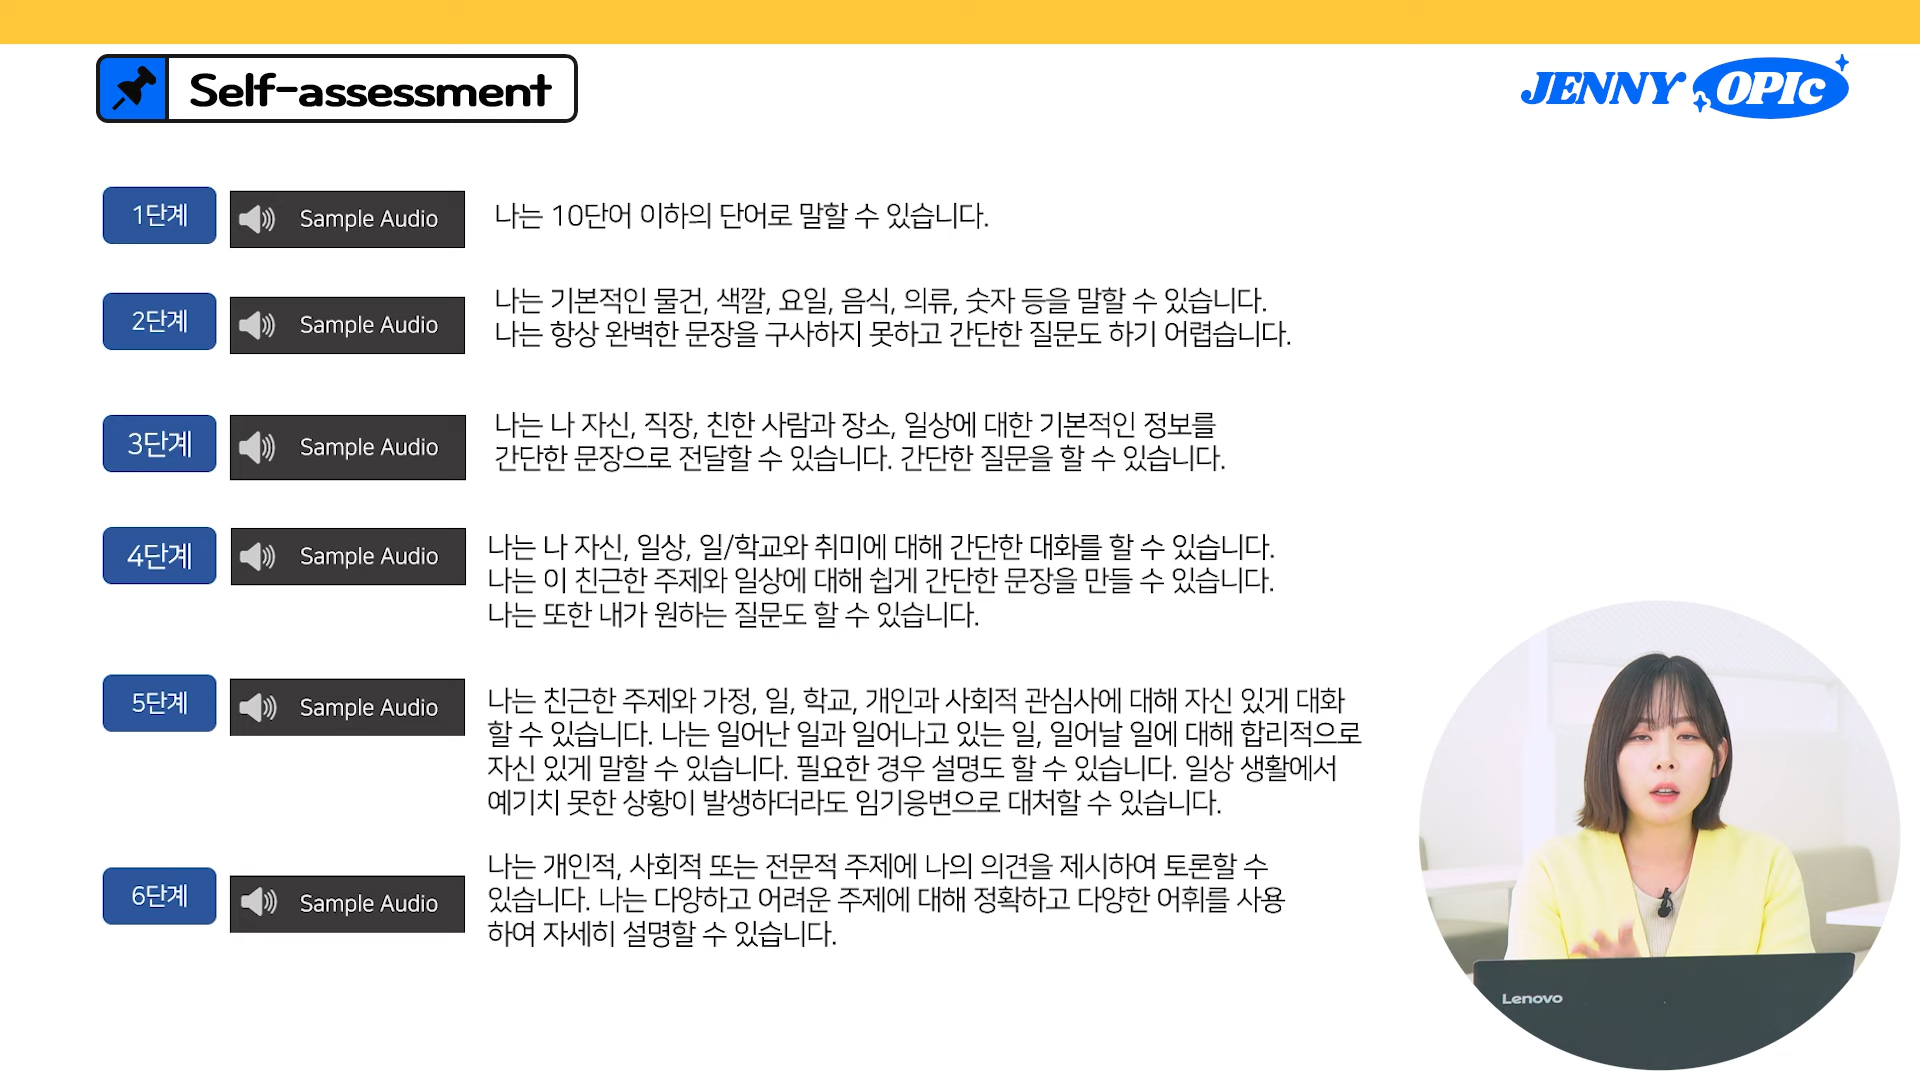 Self-assessment
JENNY OPIc
1단계
Sample Audio
나는 10단어 이하의 단어로 말할 수 있습니다.
2단계
Sample Audio
나는 기본적인 물건, 색깔, 요일, 음식, 의류, 숫자 등을 말할 수 있습니다.
나는 항상 완벽한 문장을 구사하지 못하고 간단한 질문도 하기 어렵습니다.
3단계
Sample Audio
나는 나 자신, 직장, 친한 사람과 장소, 일상에 대한 기본적인 정보를
간단한 문장으로 전달할 수 있습니다. 간단한 질문을 할 수 있습니다.
4단계
Sample Audio
나는 나 자신, 일상, 일/학교와 취미에 대해 간단한 대화를 할 수 있습니다.
나는 이 친근한 주제와 일상에 대해 쉽게 간단한 문장을 만들 수 있습니다.
나는 또한 내가 원하는 질문도 할 수 있습니다.
5단계
Sample Audio
나는 친근한 주제와 가정, 일, 학교, 개인과 사회적 관심사에 대해 자신 있게 대화
할 수 있습니다. 나는 일어난 일과 일어나고 있는 일, 일어날 일에 대해 합리적으로
자신 있게 말할 수 있습니다. 필요한 경우 설명도 할 수 있습니다. 일상 생활에서
예기치 못한 상황이 발생하더라도 임기응변으로 대처할 수 있습니다.
6단계
Sample Audio
나는 개인적, 사회적 또는 전문적 주제에 나의 의견을 제시하여 토론할 수
있습니다. 나는 다양하고 어려운 주제에 대해 정확하고 다양한 어휘를 사용
하여 자세히 설명할 수 있습니다.
Lenovo